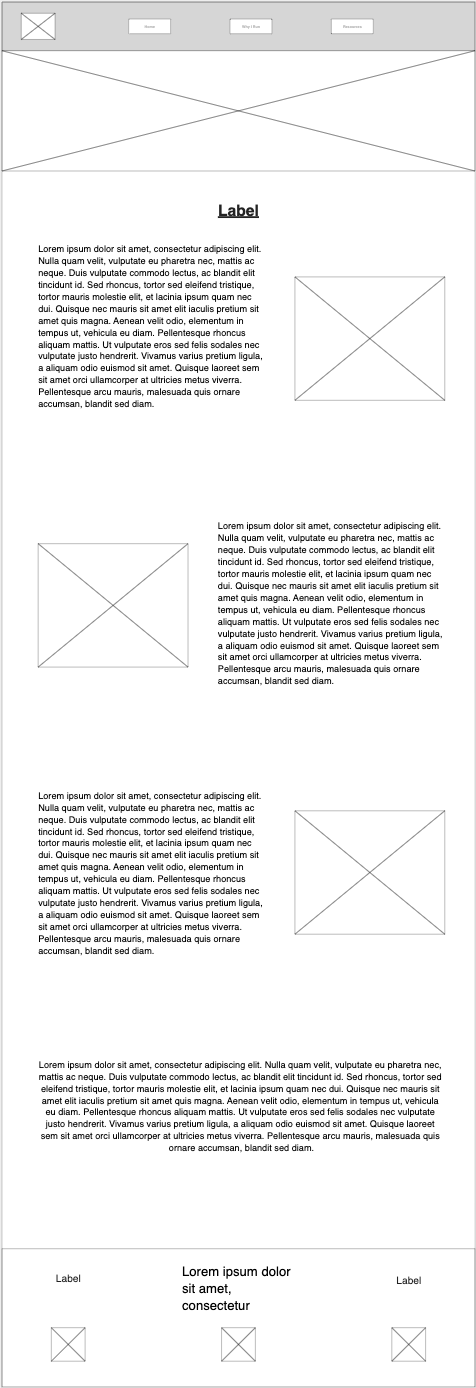 Home
Why I Run
Resources
Label
Lorem ipsum dolor sit amet, consectetur adipiscing elit.
Nulla quam velit, vulputate eu pharetra nec, mattis ac
neque. Duis vulputate commodo lectus, ac blandit elit
tincidunt id. Sed rhoncus, tortor sed eleifend tristique,
tortor mauris molestie elit, et lacinia ipsum quam nec
dui. Quisque nec mauris sit amet elit iaculis pretium sit
amet quis magna. Aenean velit odio, elementum in
tempus ut, vehicula eu diam. Pellentesque rhoncus
aliquam mattis. Ut vulputate eros sed felis sodales nec
vulputate justo hendrerit. Vivamus varius pretium ligula,
a aliquam odio euismod sit amet. Quisque laoreet sem
sit amet orci ullamcorper at ultricies metus viverra.
Pellentesque arcu mauris, malesuada quis ornare
accumsan, blandit sed diam.
Lorem ipsum dolor sit amet, consectetur adipiscing elit.
Nulla quam velit, vulputate eu pharetra nec, mattis ac
neque. Duis vulputate commodo lectus, ac blandit elit
tincidunt id. Sed rhoncus, tortor sed eleifend tristique,
tortor mauris molestie elit, et lacinia ipsum quam nec
dui. Quisque nec mauris sit amet elit iaculis pretium sit
amet quis magna. Aenean velit odio, elementum in
tempus ut, vehicula eu diam. Pellentesque rhoncus
aliquam mattis. Ut vulputate eros sed felis sodales nec
vulputate justo hendrerit. Vivamus varius pretium ligula,
a aliquam odio euismod sit amet. Quisque laoreet sem
sit amet orci ullamcorper at ultricies metus viverra.
Pellentesque arcu mauris, malesuada quis ornare
accumsan, blandit sed diam.
Lorem ipsum dolor sit amet, consectetur adipiscing elit.
Nulla quam velit, vulputate eu pharetra nec, mattis ac
neque. Duis vulputate commodo lectus, ac blandit elit
tincidunt id. Sed rhoncus, tortor sed eleifend tristique,
tortor mauris molestie elit, et lacinia ipsum quam nec
dui. Quisque nec mauris sit amet elit iaculis pretium sit
amet quis magna. Aenean velit odio, elementum in
tempus ut, vehicula eu diam. Pellentesque rhoncus
aliquam mattis. Ut vulputate eros sed felis sodales nec
vulputate justo hendrerit. Vivamus varius pretium ligula,
a aliquam odio euismod sit amet. Quisque laoreet sem
sit amet orci ullamcorper at ultricies metus viverra.
Pellentesque arcu mauris, malesuada quis ornare
accumsan, blandit sed diam.
Lorem ipsum dolor sit amet, consectetur adipiscing elit. Nulla quam velit, vulputate eu pharetra nec,
mattis ac neque. Duis vulputate commodo lectus, ac blandit elit tincidunt id. Sed rhoncus, tortor sed
eleifend tristique, tortor mauris molestie elit, et lacinia ipsum quam nec dui. Quisque nec mauris sit
amet elit iaculis pretium sit amet quis magna. Aenean velit odio, elementum in tempus ut, vehicula
eu diam. Pellentesque rhoncus aliquam mattis. Ut vulputate eros sed felis sodales nec vulputate
justo hendrerit. Vivamus varius pretium ligula, a aliquam odio euismod sit amet. Quisque laoreet
sem sit amet orci ullamcorper at ultricies metus viverra. Pellentesque arcu mauris, malesuada quis
ornare accumsan, blandit sed diam.
Label
Lorem ipsum dolor
sit amet,
consectetur
Label